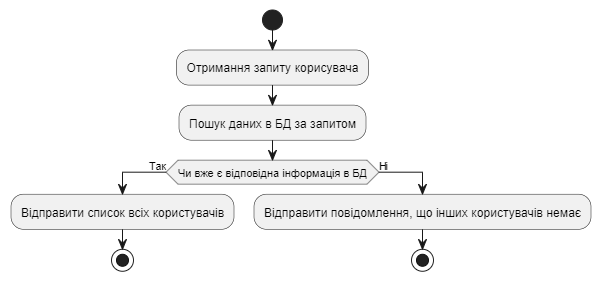 Отримання запиту корисувача
Пошук даних в БД за запитом
Так
Чи вже є відповідна інформація в БД
Ні
Відправити список всіх користувачів
Відправити повідомлення, що інших користувачів немає